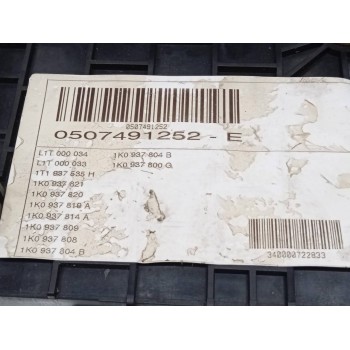 0507491252
0507491252 - E
L1T 000 034 1K0 937 804 B
L1T 000 033 1K0 937 800 G
1T1 937 535 H
1K0 937 821
1K0 937 820
1K0 937 819 A
1K0 937 814 A
1K0 937 809
1K0 937 808
1K0 937 804 B
340000722833